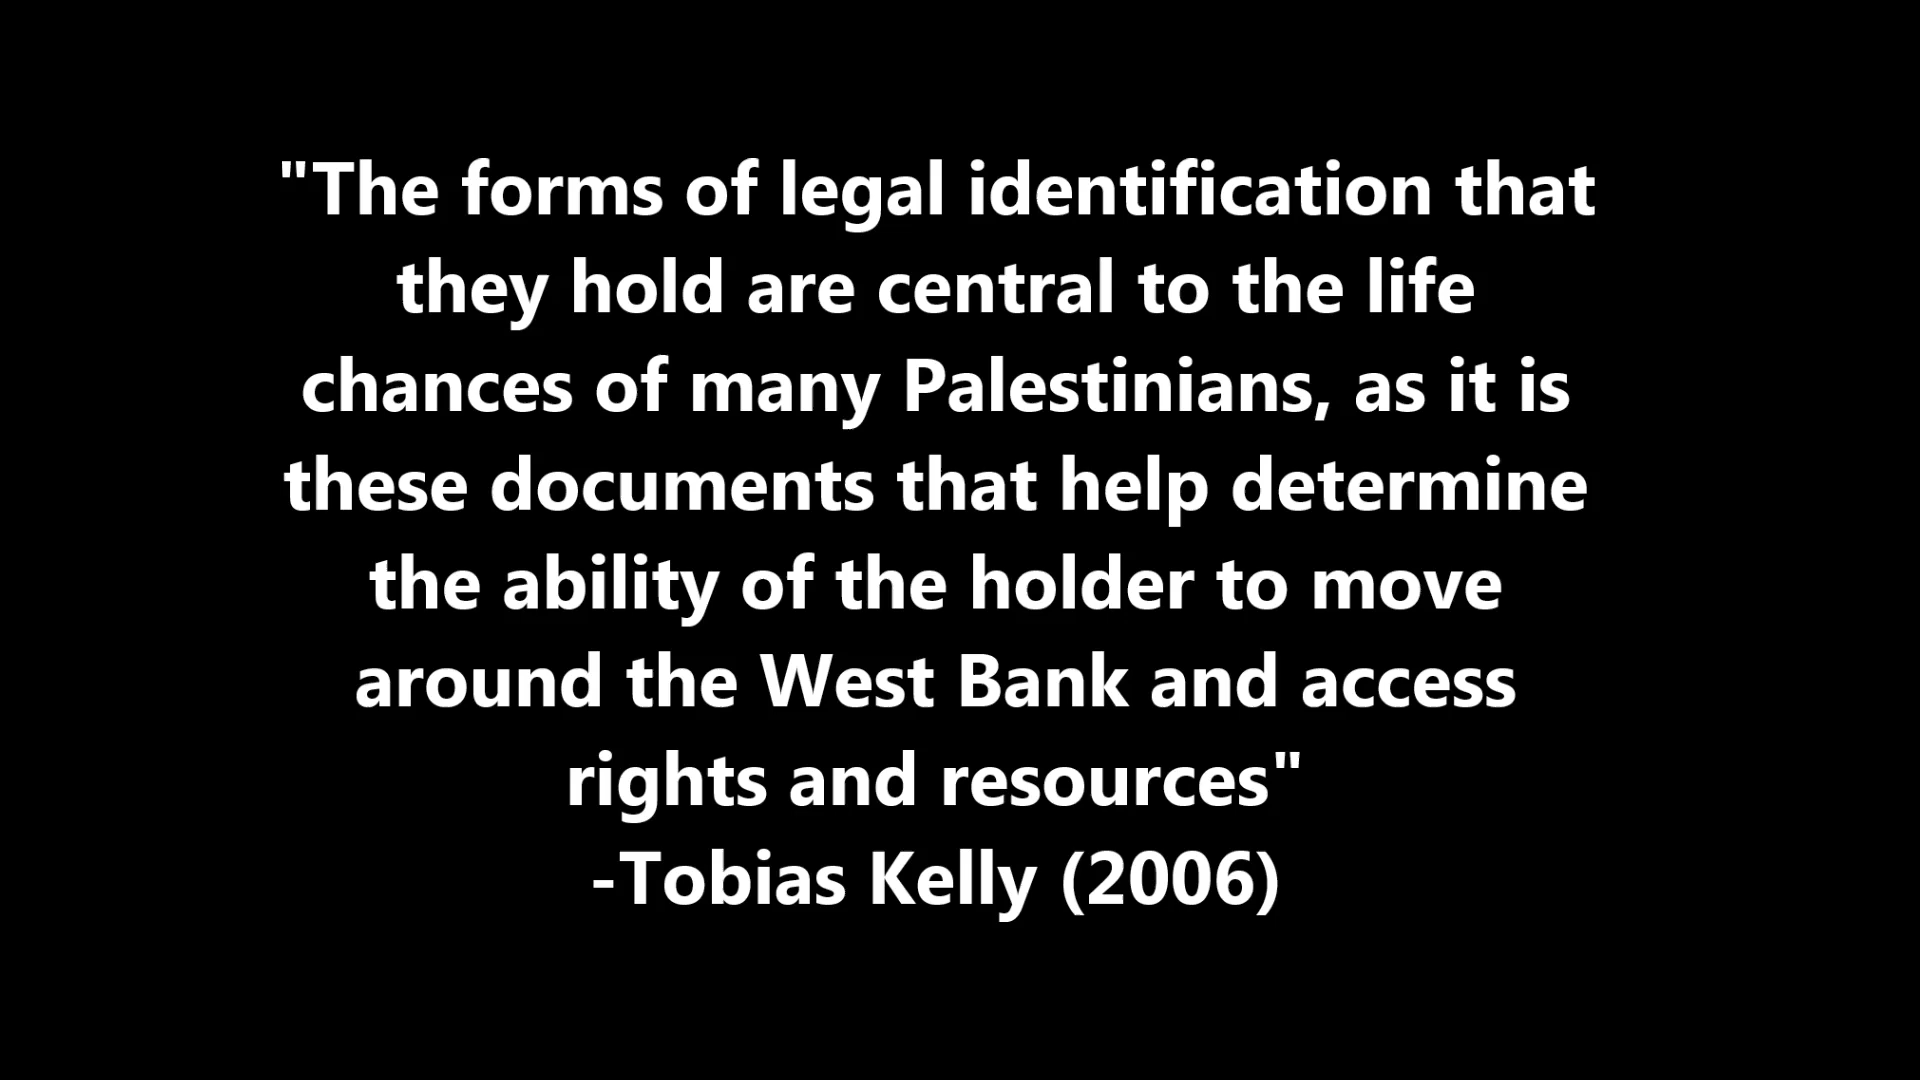 "The forms of legal identification that
they hold are central to the life
chances of many Palestinians, as it is
these documents that help determine
the ability of the holder to move
around the West Bank and access
rights and resources"
-Tobias Kelly (2006)